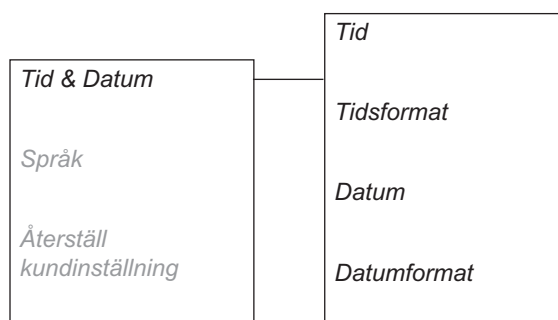 Tid & Datum
Språk
Återställ
kundinställning
Tid
Tidsformat
Datum
Datumformat